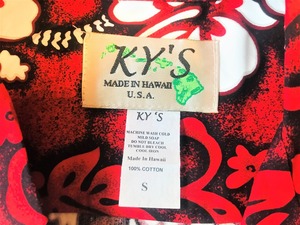 KY'S
MADE IN HAWAII
U.S.A.
KY'S
MACHINE WASH COLD
MILD SOAP
DO NOT BLEACH
TUMBLE DRY COOL
COOL IRON
Made In Hawaii
100% COTTON
S